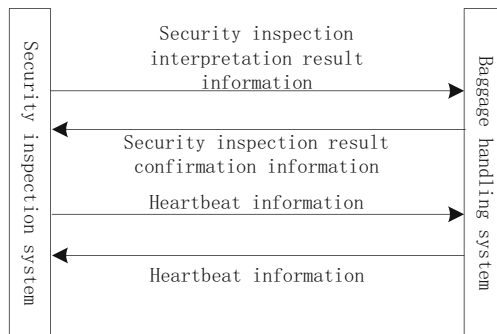 Security inspection system
Security inspection
interpretation result
information
Security inspection result
confirmation information
Heartbeat information
Heartbeat information
Baggage handling system